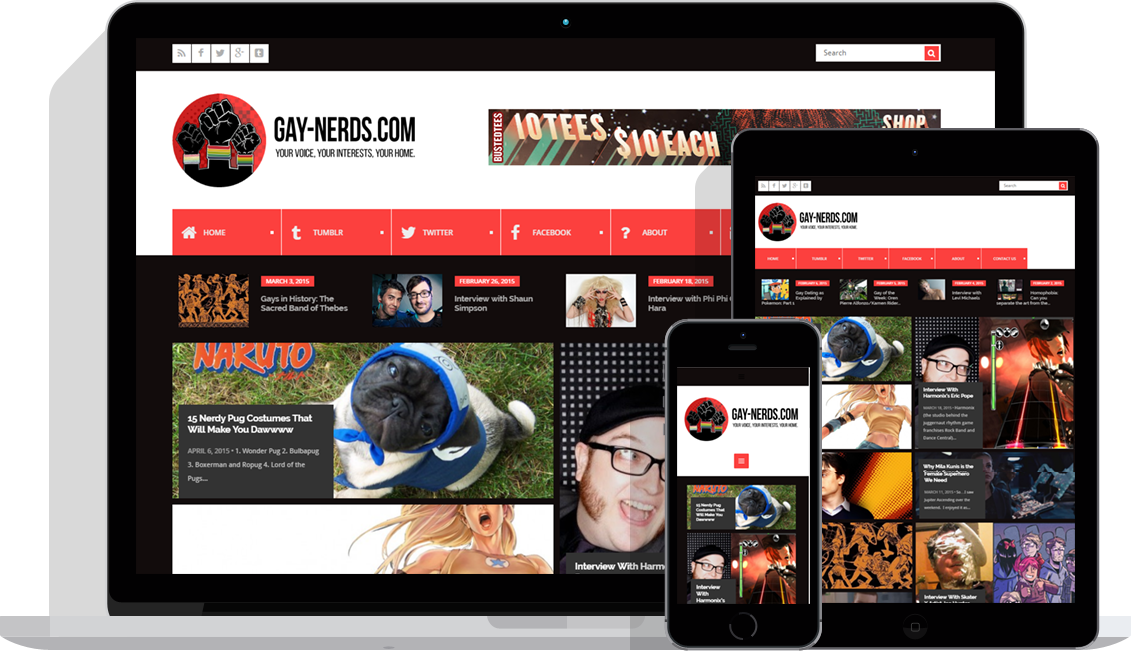 Search
GAY-NERDS.COM
YOUR VOICE, YOUR INTERESTS, YOUR HOME.
BUSTEDTEES
10 TEES
$10 EACH
SHOP
HOME
TUMBLR
TWITTER
FACEBOOK
ABOUT
MARCH 3, 2015
Gays in History: The
Sacred Band of Thebes
FEBRUARY 26, 2015
Interview with Shaun
Simpson
FEBRUARY 18, 2015
Interview with Phi Phi
Hara
NARUTO
15 Nerdy Pug Costumes That
Will Make You Dawwww
APRIL 6, 2015 • 1. Wonder Pug 2. Bulbapug
3. Boxerman and Ropug 4. Lord of the
Pugs...
Interview With Harmo
Search
GAY-NERDS.COM
YOUR VOICE, YOUR INTERESTS, YOUR HOME.
HOME
TUMBLR
TWITTER
FACEBOOK
ABOUT
CONTACT US
Gay Dating as
Explained by
Pokemon: Part 1
Gay of the
Week: Oren
Interview with
Levi Michaels
Homophobia:
Can you
separate the art from the...
Interview With
Harmonix's Eric Pope
MARCH 18, 2015 • Harmonix
(the studio behind the
juggernaut rhythm game
franchises Rock Band and
Dance Central)...
Why Mila Kunis is the
Female Superhero
We Need
MARCH 11, 2015 • So... I saw
Jupiter Ascending over the
weekend. I enjoyed it as...
Interview With Skater
GAY-NERDS.COM
YOUR VOICE, YOUR INTERESTS, YOUR HOME.
NARUTO
15 Nerdy Pug
Costumes That
Will Make You
Dawwww
Interview
With
Harmonix's